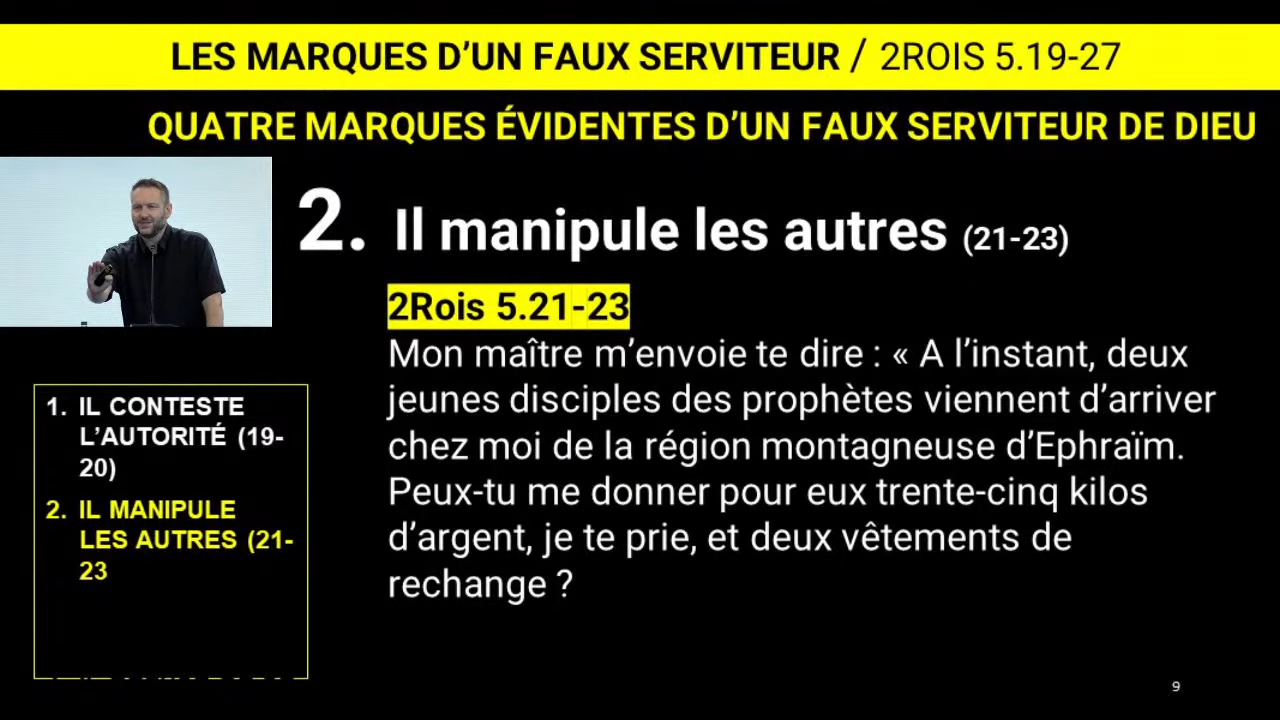 LES MARQUES D’UN FAUX SERVITEUR / 2ROIS 5.19-27
QUATRE MARQUES ÉVIDENTES D’UN FAUX SERVITEUR DE DIEU
2. Il manipule les autres (21-23)
2Rois 5.21-23
Mon maître m’envoie te dire : « A l’instant, deux
jeunes disciples des prophètes viennent d’arriver
chez moi de la région montagneuse d’Ephraïm.
Peux-tu me donner pour eux trente-cinq kilos
d’argent, je te prie, et deux vêtements de
rechange ?
1. IL CONTESTE
L’AUTORITÉ (19-
20)
2. IL MANIPULE
LES AUTRES (21-
23
9